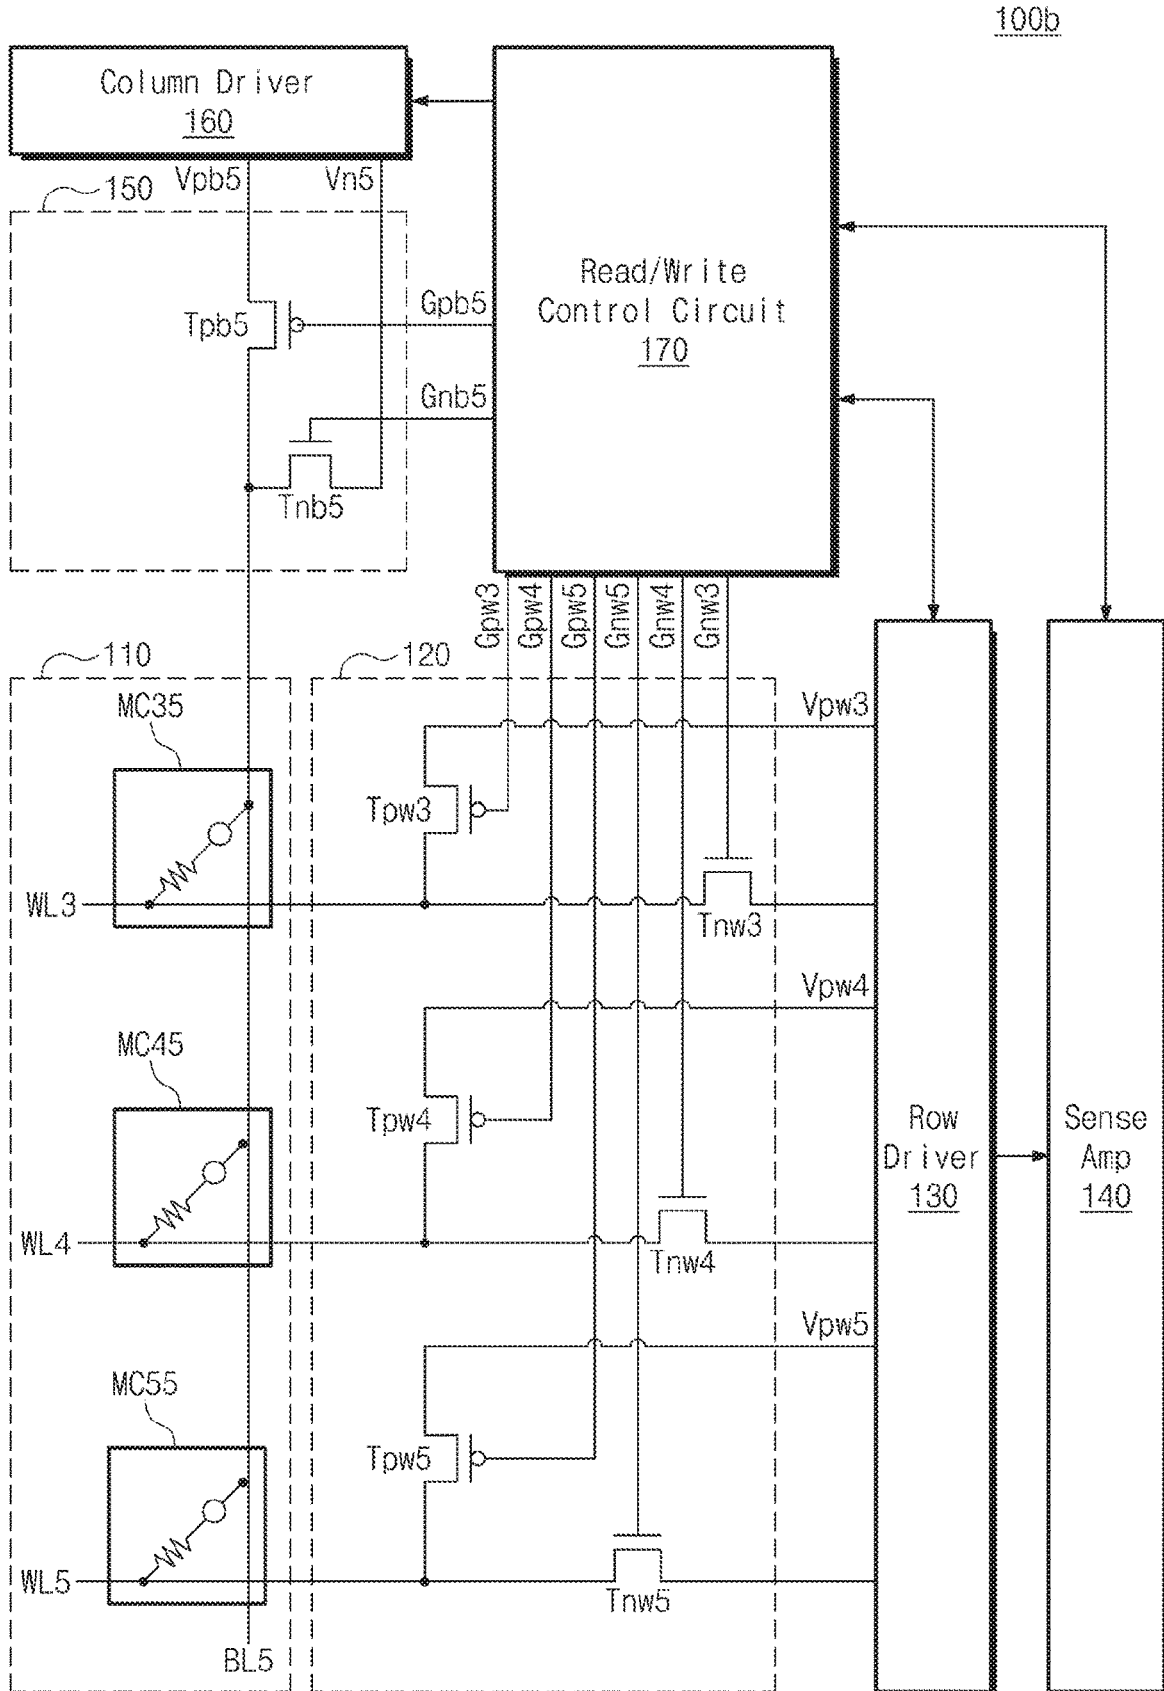 100b
Column Driver
160
Vpb5
Vn5
150
Gpb5
Tpb5
Gnb5
Tnb5
Read/Write
Control Circuit
170
Gpw3
Gpw4
Gpw5
Gnw5
Gnw4
Gnw3
110
120
MC35
Vpw3
Tpw3
WL3
Tnw3
Vpw4
MC45
Tpw4
Row
Driver
130
Sense
Amp
140
WL4
Tnw4
Vpw5
MC55
Tpw5
WL5
Tnw5
BL5